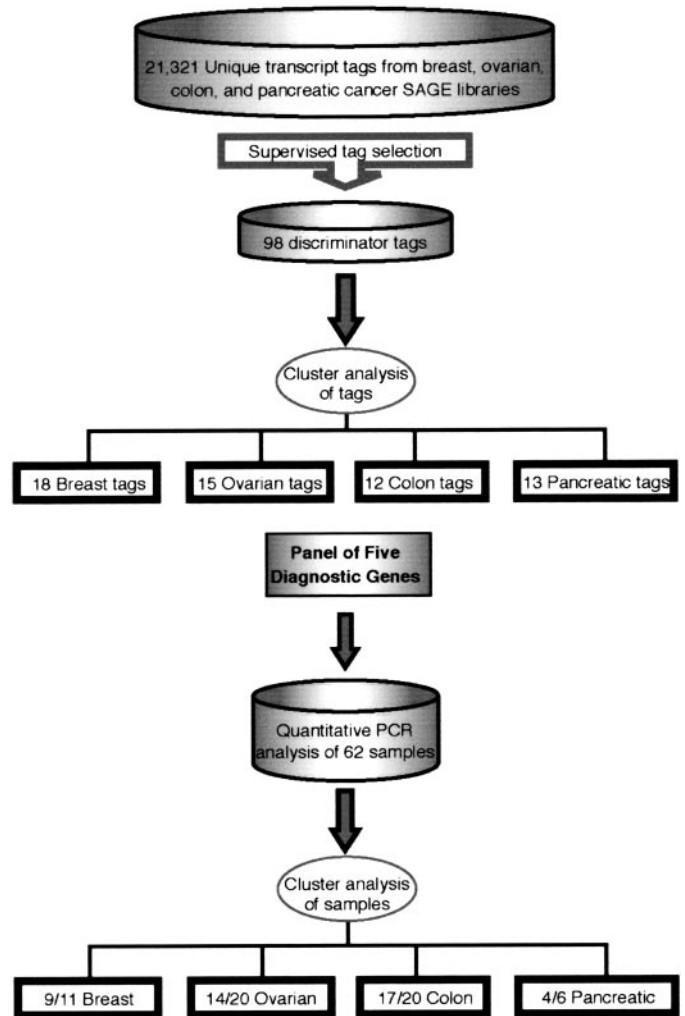 21,321 Unique transcript tags from breast, ovarian,
colon, and pancreatic cancer SAGE libraries
Supervised tag selection
98 discriminator tags
Cluster analysis
of tags
18 Breast tags
15 Ovarian tags
12 Colon tags
13 Pancreatic tags
Panel of Five
Diagnostic Genes
Quantitative PCR
analysis of 62 samples
Cluster analysis
of samples
9/11 Breast
14/20 Ovarian
17/20 Colon
4/6 Pancreatic